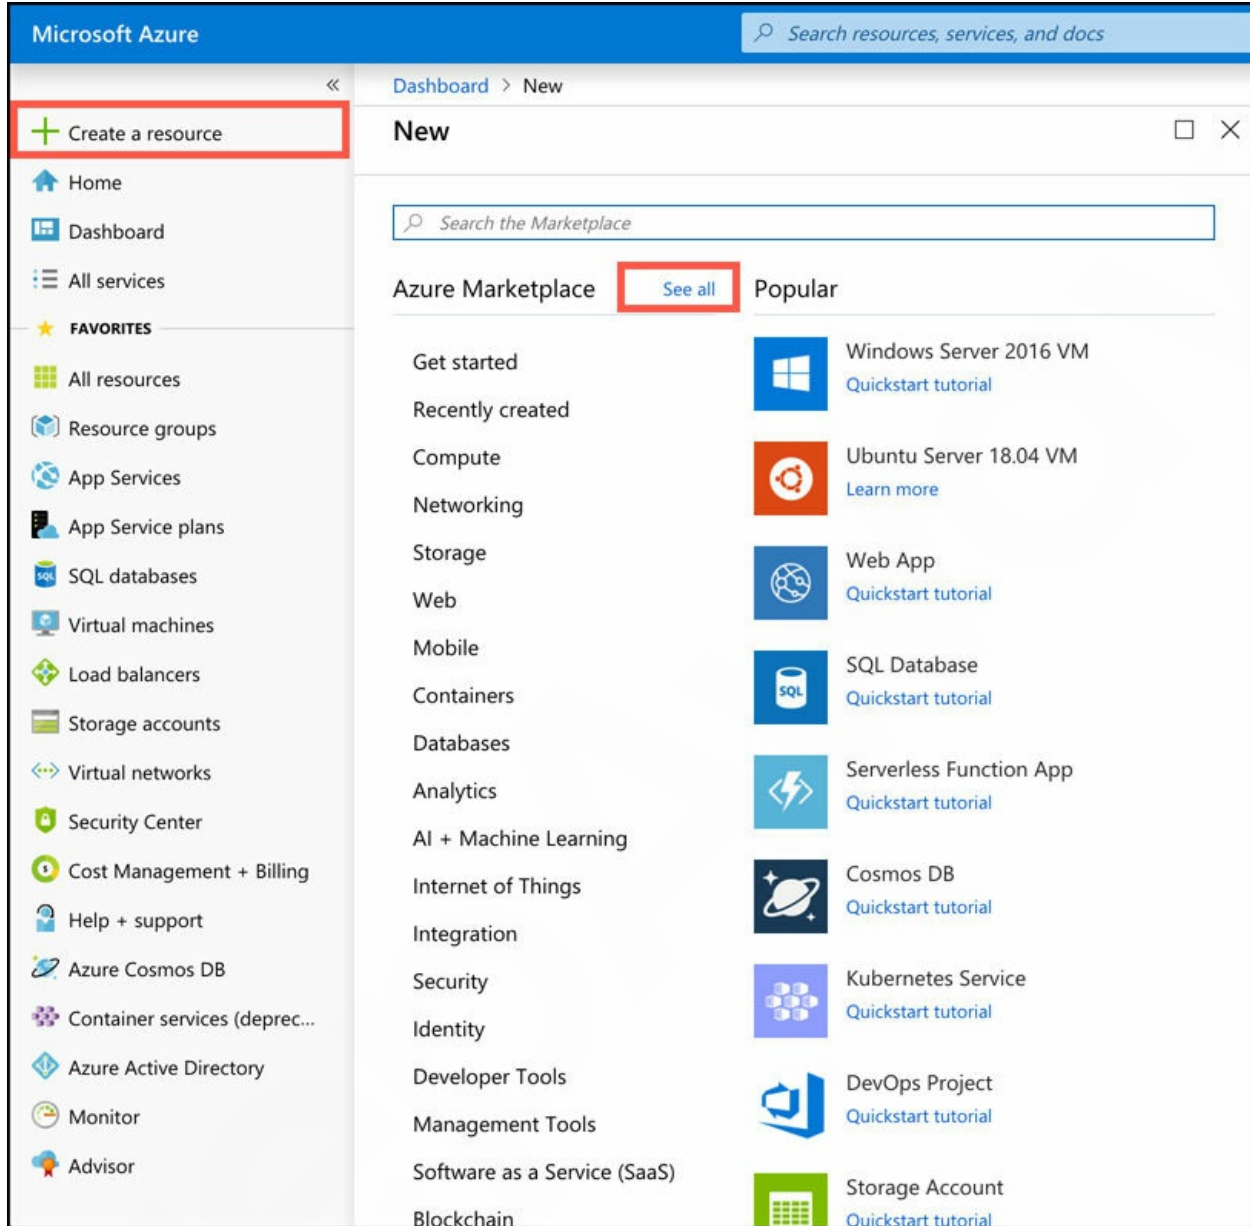 Microsoft Azure
Search resources, services, and docs
«
Create a resource
Home
Dashboard
All services
FAVORITES
All resources
Resource groups
App Services
App Service plans
SQL databases
Virtual machines
Load balancers
Storage accounts
Virtual networks
Security Center
Cost Management + Billing
Help + support
Azure Cosmos DB
Container services (deprec...
Azure Active Directory
Monitor
Advisor
Dashboard > New
New
Search the Marketplace
Azure Marketplace
See all
Get started
Recently created
Compute
Networking
Storage
Web
Mobile
Containers
Databases
Analytics
AI + Machine Learning
Internet of Things
Integration
Security
Identity
Developer Tools
Management Tools
Software as a Service (SaaS)
Blockchain
Popular
Windows Server 2016 VM
Quickstart tutorial
Ubuntu Server 18.04 VM
Learn more
Web App
Quickstart tutorial
SQL
SQL Database
Quickstart tutorial
Serverless Function App
Quickstart tutorial
Cosmos DB
Quickstart tutorial
Kubernetes Service
Quickstart tutorial
DevOps Project
Quickstart tutorial
Storage Account
Quickstart tutorial